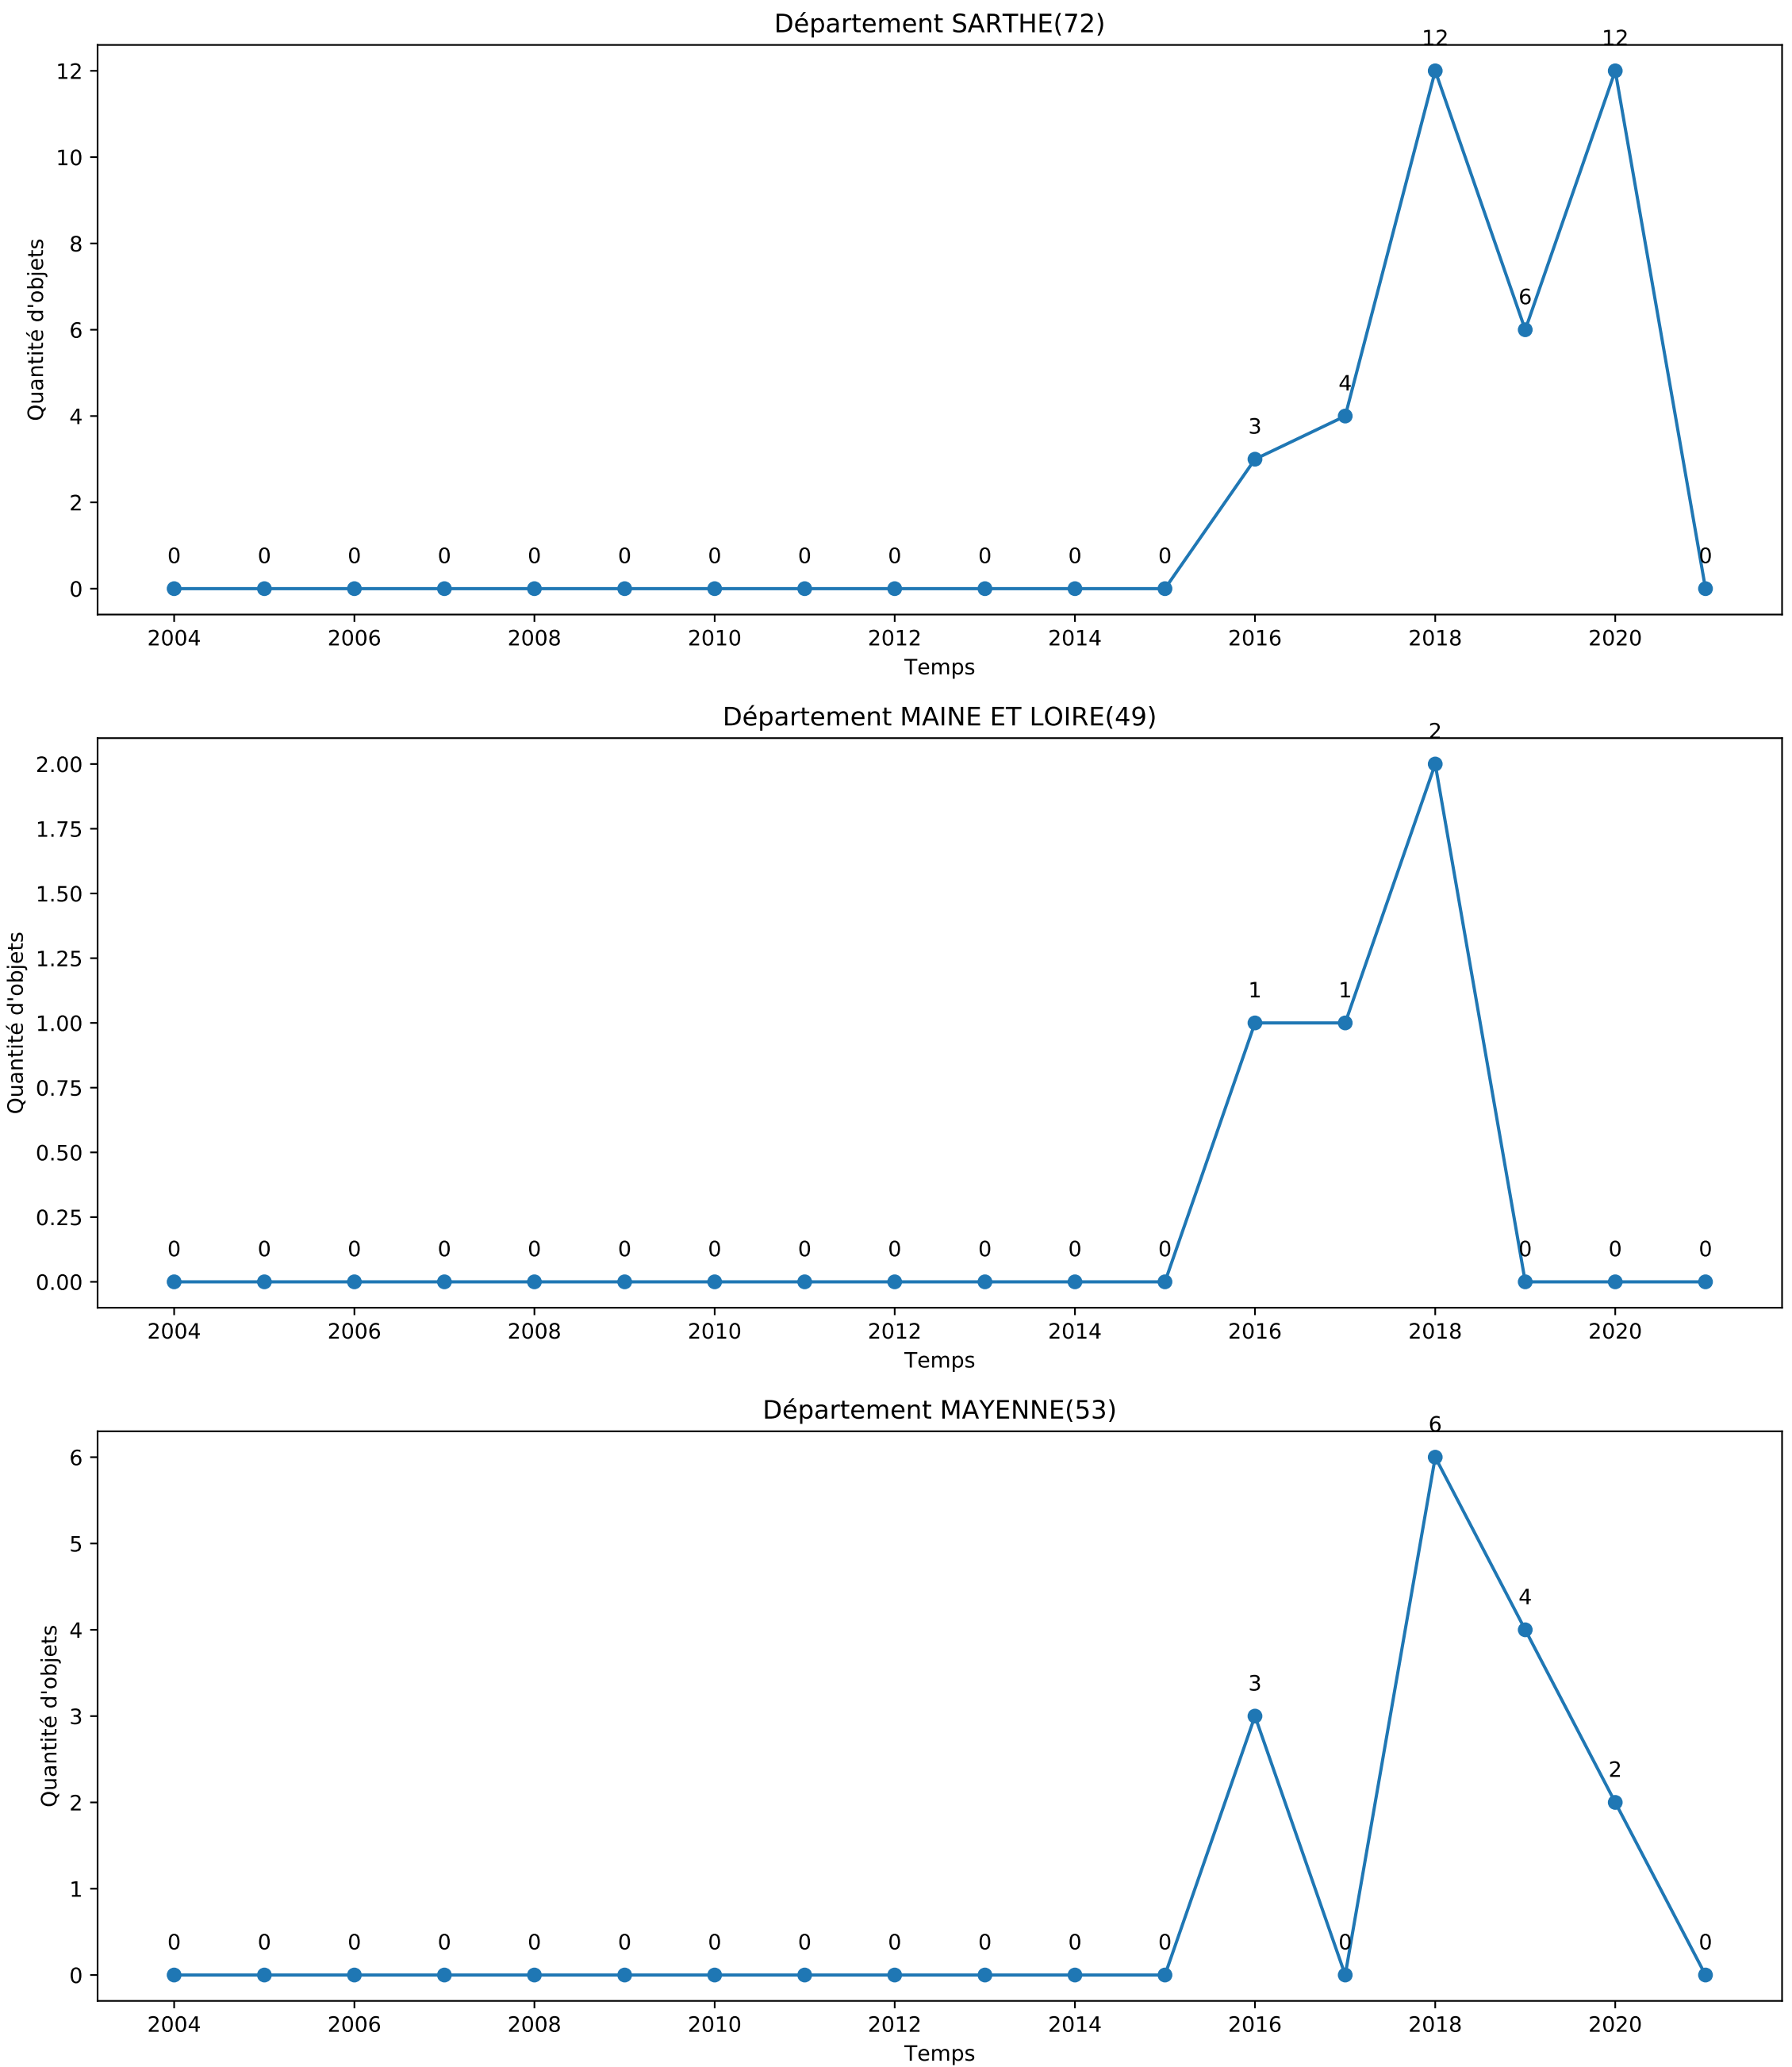 Département SARTHE(72)
12 12
12
10
8
6
6
4
4
3
2
0 0 0 0 0 0 0 0 0 0 0 0 0
0
Quantité d'objets
2004 2006 2008 2010 2012 2014 2016 2018 2020
Temps
Département MAINE ET LOIRE(49)
2
2.00
1.75
1.50
1.25
1 1
1.00
0.75
0.50
0.25
0 0 0 0 0 0 0 0 0 0 0 0 0 0 0
0.00
Quantité d'objets
2004 2006 2008 2010 2012 2014 2016 2018 2020
Temps
Département MAYENNE(53)
6
6
5
4
4
3
3
2
2
1
0 0 0 0 0 0 0 0 0 0 0 0 0 0
0
Quantité d'objets
2004 2006 2008 2010 2012 2014 2016 2018 2020
Temps